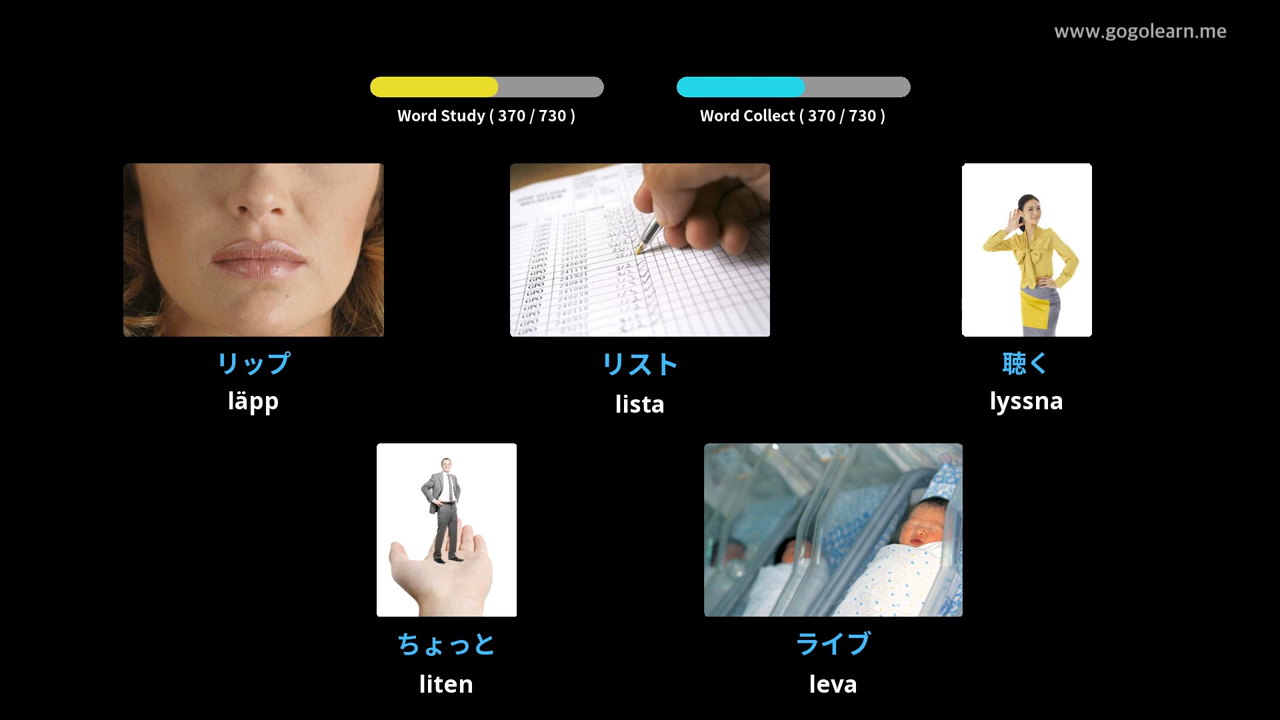 www.gogolearn.me
Word Study ( 370 / 730 )
Word Collect ( 370 / 730 )
リップ
läpp
リスト
lista
聴く
lyssna
ちょっと
liten
ライブ
leva